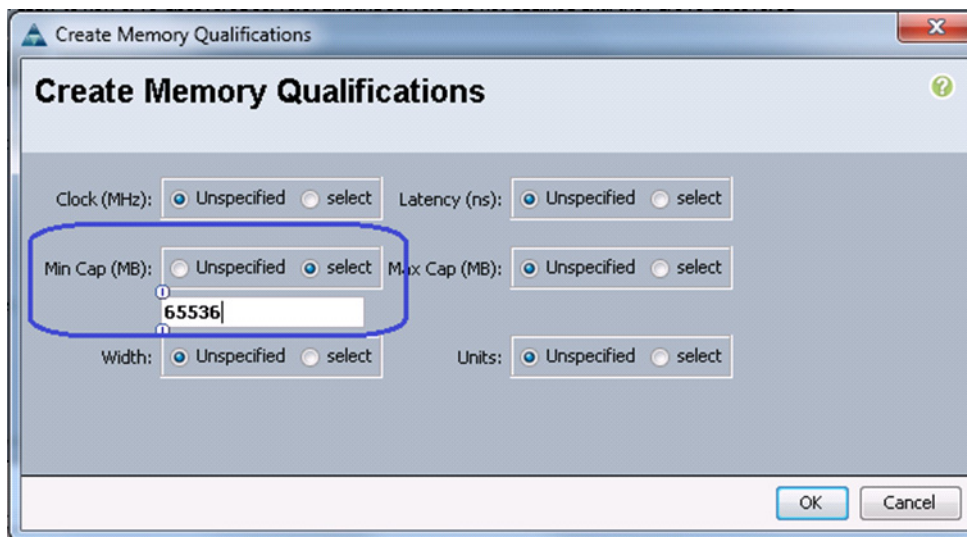 Create Memory Qualifications
Create Memory Qualifications
Clock (MHz): Unspecified select Latency (ns): Unspecified select
Min Cap (MB): Unspecified select Max Cap (MB): Unspecified select
65536
Width: Unspecified select Units: Unspecified select
OK Cancel